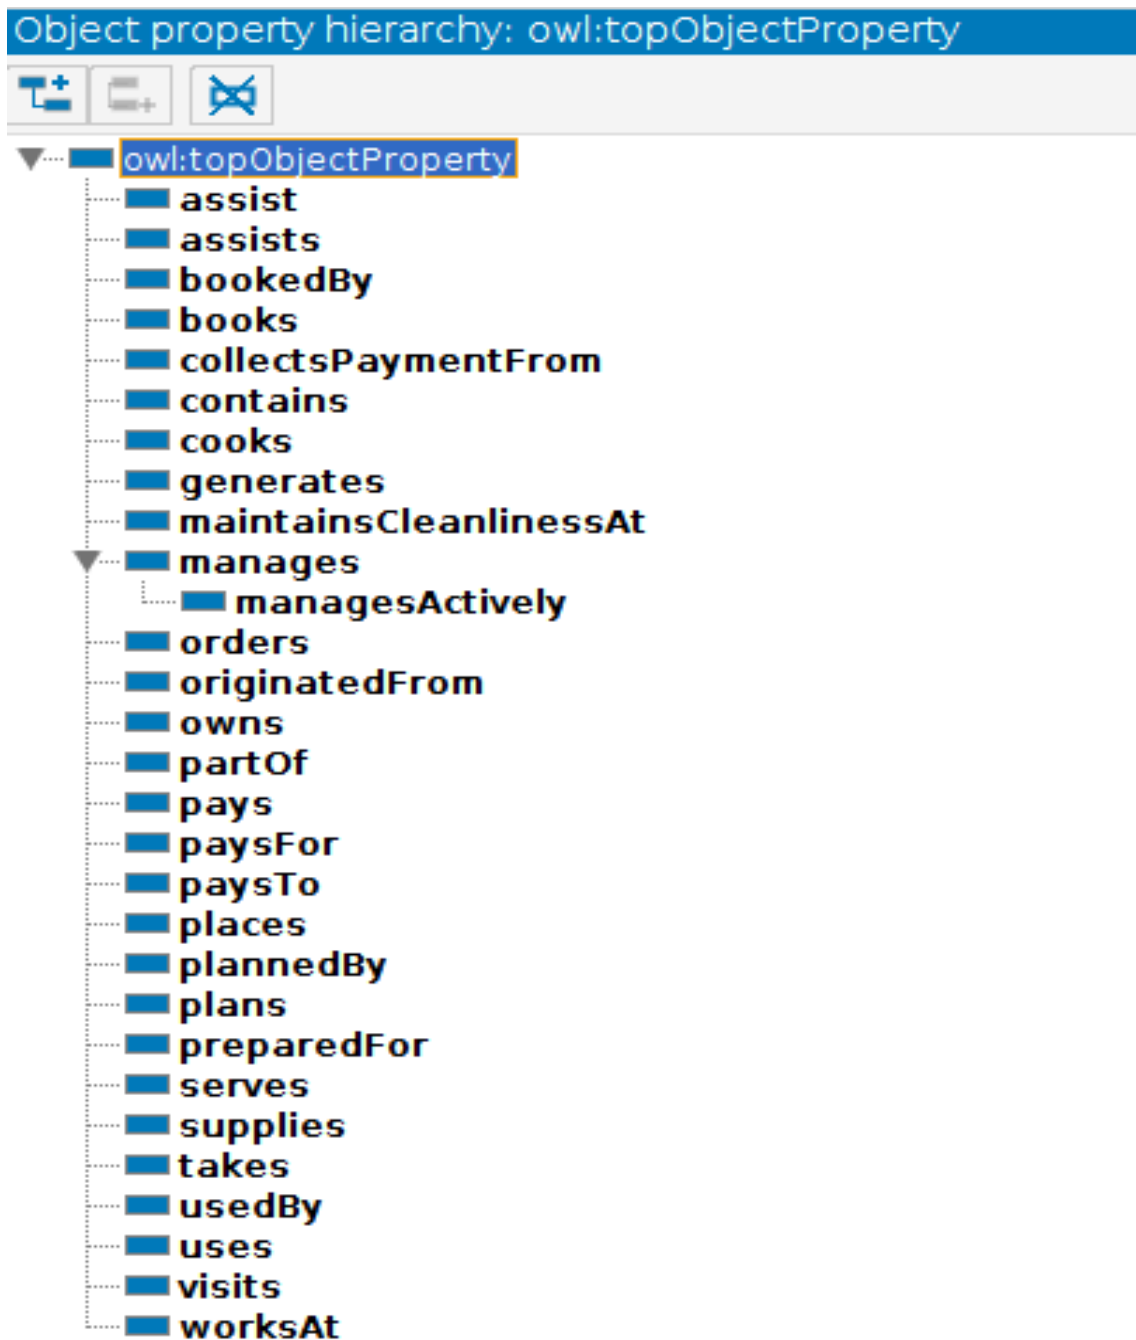 Object property hierarchy: owl:topObjectProperty
owl:topObjectProperty
assist
assists
bookedBy
books
collectsPaymentFrom
contains
cooks
generates
maintainsCleanlinessAt
manages
managesActively
orders
originatedFrom
owns
partOf
pays
paysFor
paysTo
places
plannedBy
plans
preparedFor
serves
supplies
takes
usedBy
uses
visits
worksAt